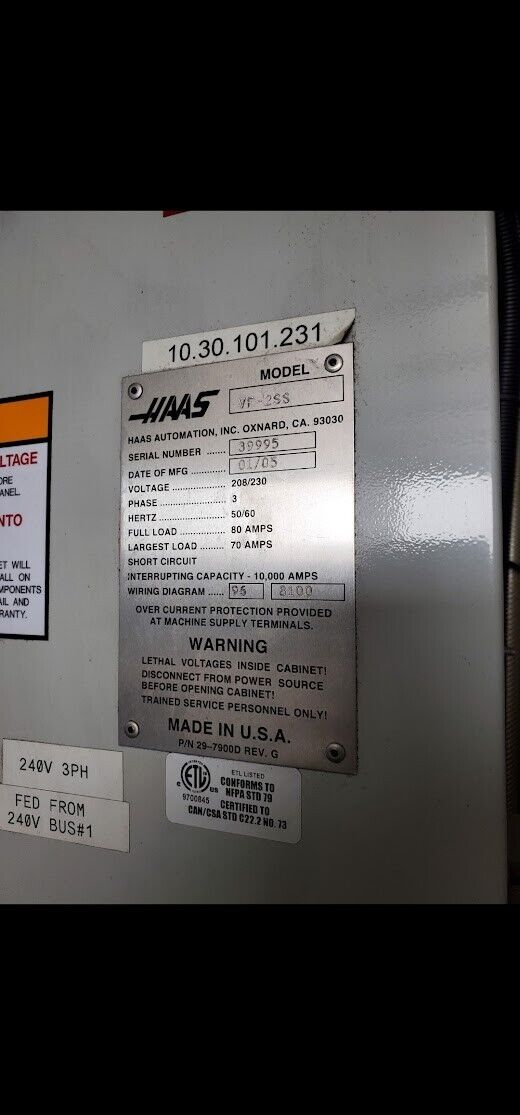 10.30.101.231
HAAS
MODEL
VF-2SS
HAAS AUTOMATION, INC. OXNARD, CA. 93030
SERIAL NUMBER ...... 39995
DATE OF MFG ........... 01/05
VOLTAGE ................. 208/230
PHASE ..................... 3
HERTZ ..................... 50/60
FULL LOAD .............. 80 AMPS
LARGEST LOAD ........ 70 AMPS
SHORT CIRCUIT
INTERRUPTING CAPACITY - 10,000 AMPS
WIRING DIAGRAM ..... 96 8100
OVER CURRENT PROTECTION PROVIDED
AT MACHINE SUPPLY TERMINALS.
WARNING
LETHAL VOLTAGES INSIDE CABINET!
DISCONNECT FROM POWER SOURCE
BEFORE OPENING CABINET!
TRAINED SERVICE PERSONNEL ONLY!
MADE IN U.S.A.
P/N 29-7900D REV. G
LTAGE
ORE
ANEL.
NTO
ET WILL
ALL ON
MPONENTS
AIL AND
RANTY.
240V 3PH
FED FROM
240V BUS#1
ETL LISTED
CONFORMS TO
NFPA STD 79
CERTIFIED TO
CAN/CSA STD C22.2 NO. 73
c ETL us
9700845